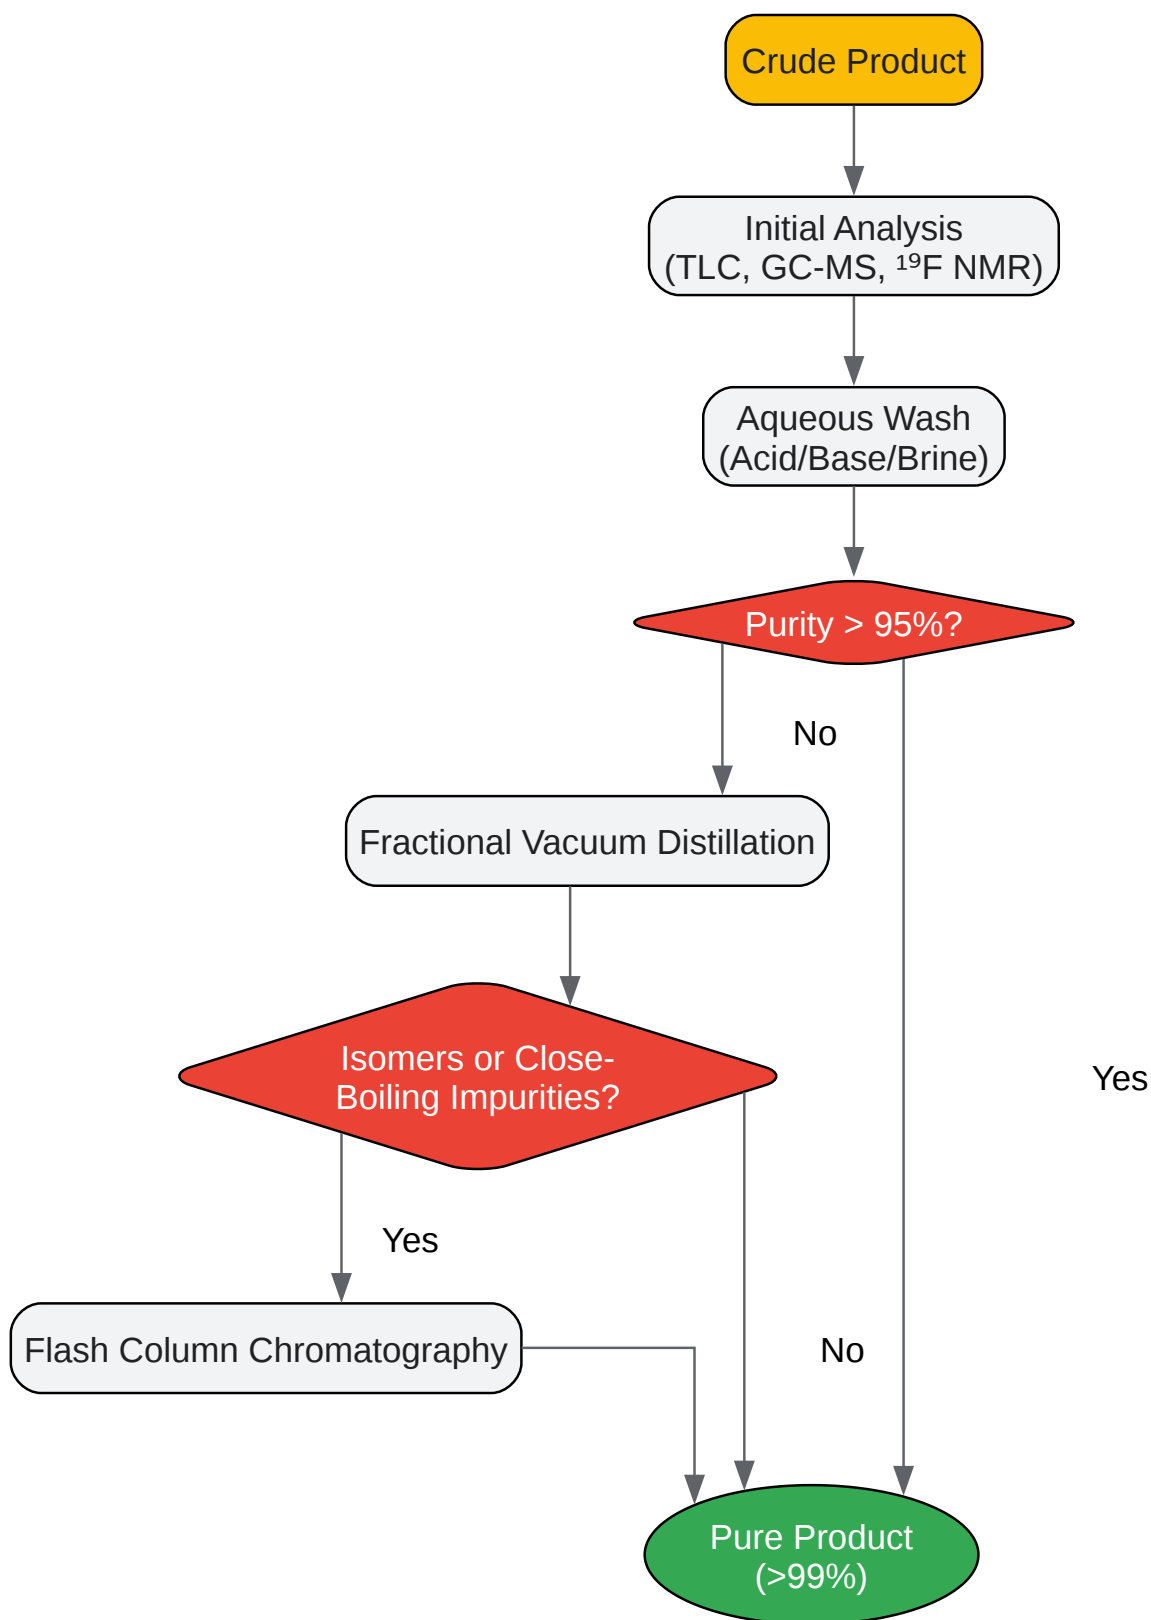 Crude Product
Initial Analysis
(TLC, GC-MS, ¹⁹F NMR)
Aqueous Wash
(Acid/Base/Brine)
Purity > 95%?
No
Fractional Vacuum Distillation
Isomers or Close-
Boiling Impurities?
Yes
Yes
Flash Column Chromatography
No
Pure Product
(>99%)